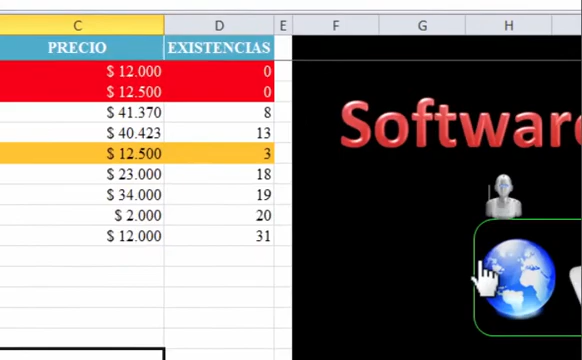 C D E F G H
PRECIO EXISTENCIAS
$ 12.000 0
$ 12.500 0
$ 41.370 8
$ 40.423 13
$ 12.500 3
$ 23.000 18
$ 34.000 19
$ 2.000 20
$ 12.000 31
Software